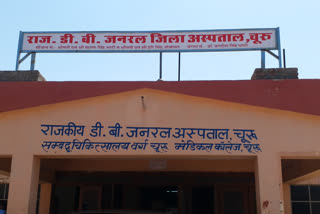 राज. डी. बी. जनरल जिला अस्पताल, चूरू
राजकीय डी. बी. जनरल अस्पताल, चूरू
सम्बद्ध चिकित्सालय वर्ग चूरू मेडिकल कॉलेज, चूरू